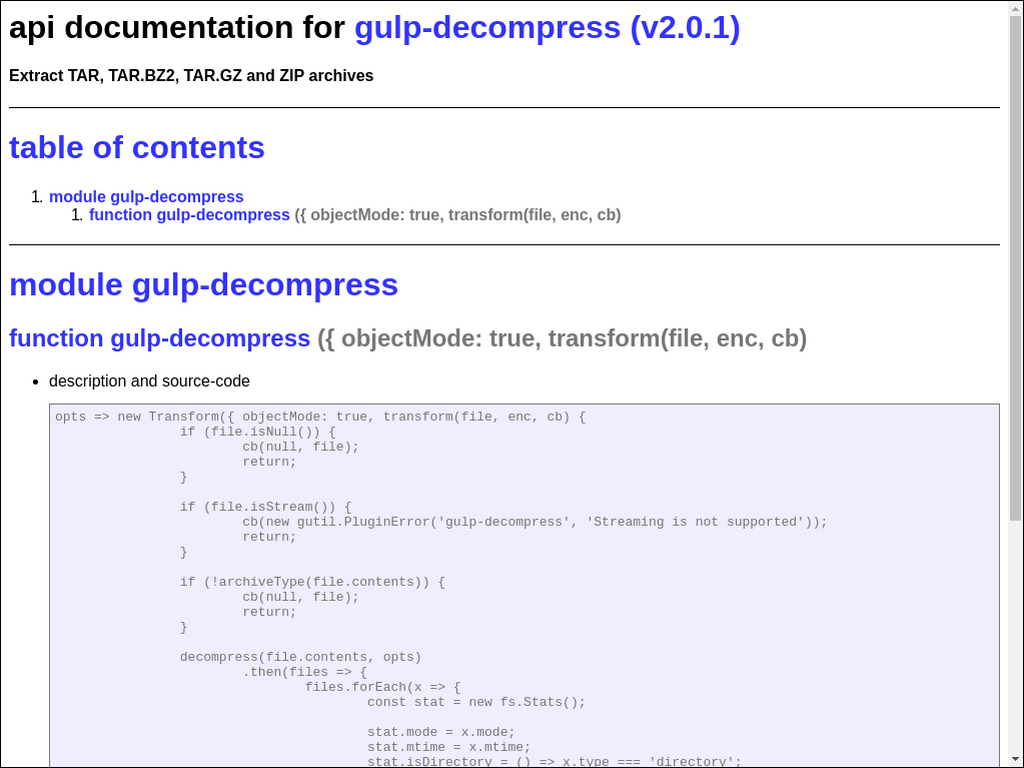 api documentation for gulp-decompress (v2.0.1)
Extract TAR, TAR.BZ2, TAR.GZ and ZIP archives
table of contents
1. module gulp-decompress
1. function gulp-decompress ({ objectMode: true, transform(file, enc, cb)
module gulp-decompress
function gulp-decompress ({ objectMode: true, transform(file, enc, cb)
• description and source-code
opts => new Transform({ objectMode: true, transform(file, enc, cb) {
if (file.isNull()) {
cb(null, file);
return;
}
if (file.isStream()) {
cb(new gutil.PluginError('gulp-decompress', 'Streaming is not supported'));
return;
}
if (!archiveType(file.contents)) {
cb(null, file);
return;
}
decompress(file.contents, opts)
.then(files => {
files.forEach(x => {
const stat = new fs.Stats();
stat.mode = x.mode;
stat.mtime = x.mtime;
stat.isDirectory = () => x.type === 'directory';